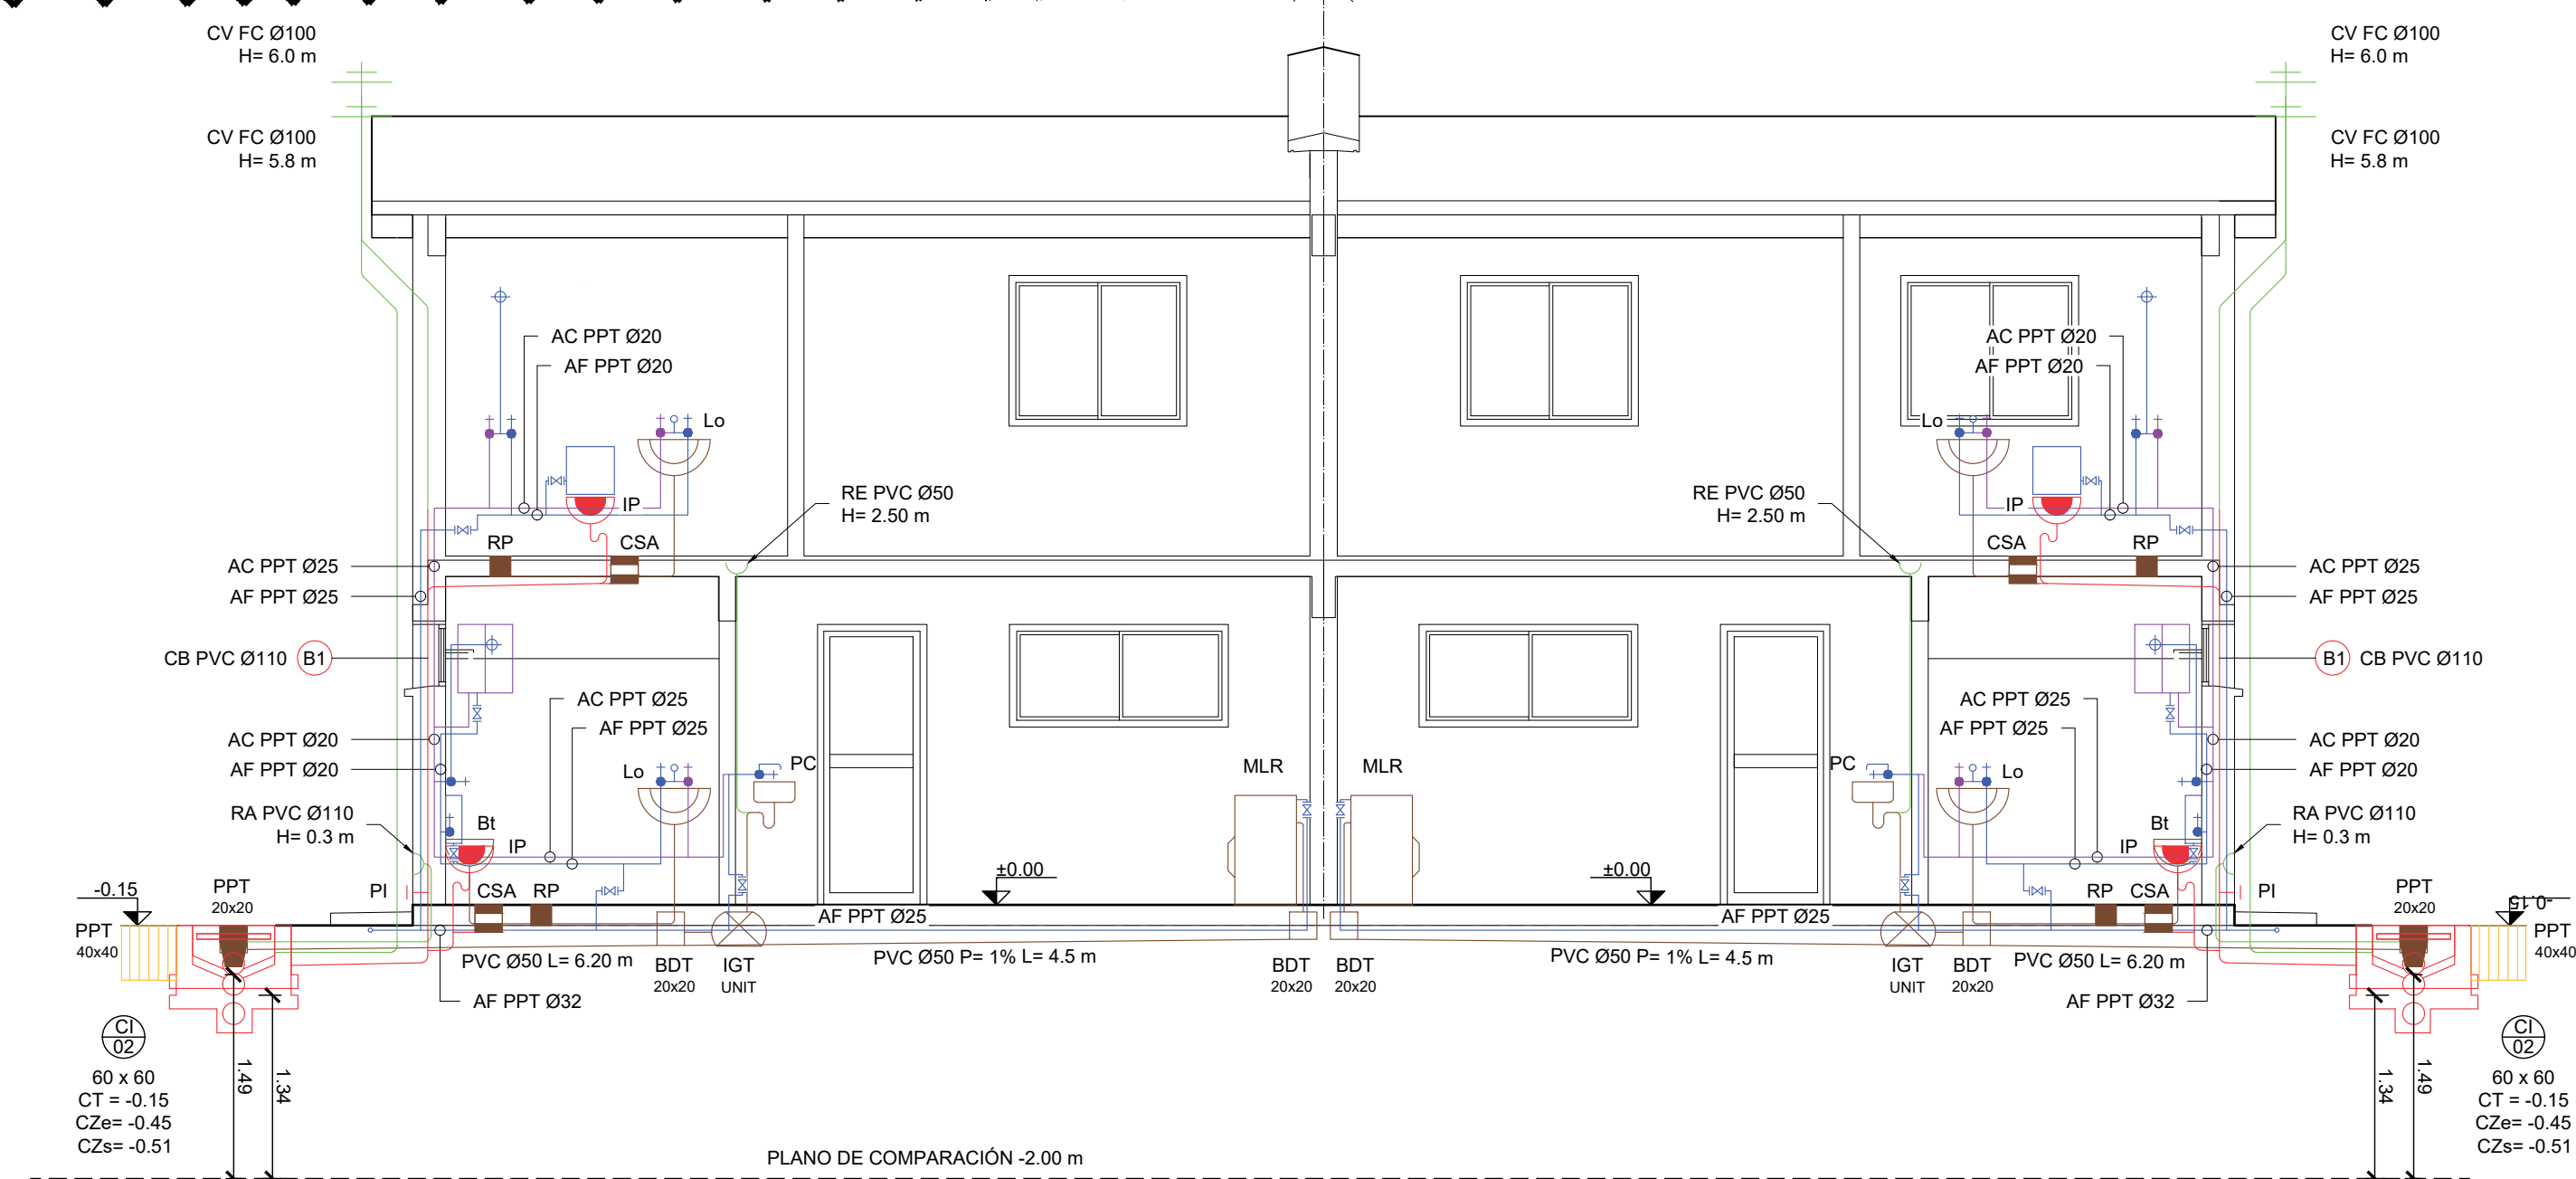 CV FC Ø100
H= 6.0 m
CV FC Ø100
H= 6.0 m
CV FC Ø100
H= 5.8 m
CV FC Ø100
H= 5.8 m
AC PPT Ø20
AF PPT Ø20
Lo
IP
RP
CSA
RE PVC Ø50
H= 2.50 m
RE PVC Ø50
H= 2.50 m
AC PPT Ø20
AF PPT Ø20
Lo
IP
CSA
RP
AC PPT Ø25
AF PPT Ø25
CB PVC Ø110
B1
AC PPT Ø25
AF PPT Ø25
B1
CB PVC Ø110
AC PPT Ø25
AF PPT Ø25
AC PPT Ø25
AF PPT Ø25
AC PPT Ø20
AF PPT Ø20
AC PPT Ø20
AF PPT Ø20
Lo
PC
MLR
MLR
PC
Lo
RA PVC Ø110
H= 0.3 m
RA PVC Ø110
H= 0.3 m
Bt
IP
Bt
IP
±0.00
±0.00
-0.15
PPT
20x20
PI
CSA
RP
AF PPT Ø25
AF PPT Ø25
RP
CSA
PI
PPT
20x20
-0.15
PPT
40x40
PPT
40x40
PVC Ø50 L= 6.20 m
BDT
20x20
IGT
UNIT
PVC Ø50 P= 1% L= 4.5 m
BDT
20x20
BDT
20x20
PVC Ø50 P= 1% L= 4.5 m
IGT
UNIT
BDT
20x20
PVC Ø50 L= 6.20 m
AF PPT Ø32
AF PPT Ø32
CI
02
60 x 60
CT = -0.15
CZe= -0.45
CZs= -0.51
1.49
1.34
1.34
1.49
CI
02
60 x 60
CT = -0.15
CZe= -0.45
CZs= -0.51
PLANO DE COMPARACIÓN -2.00 m